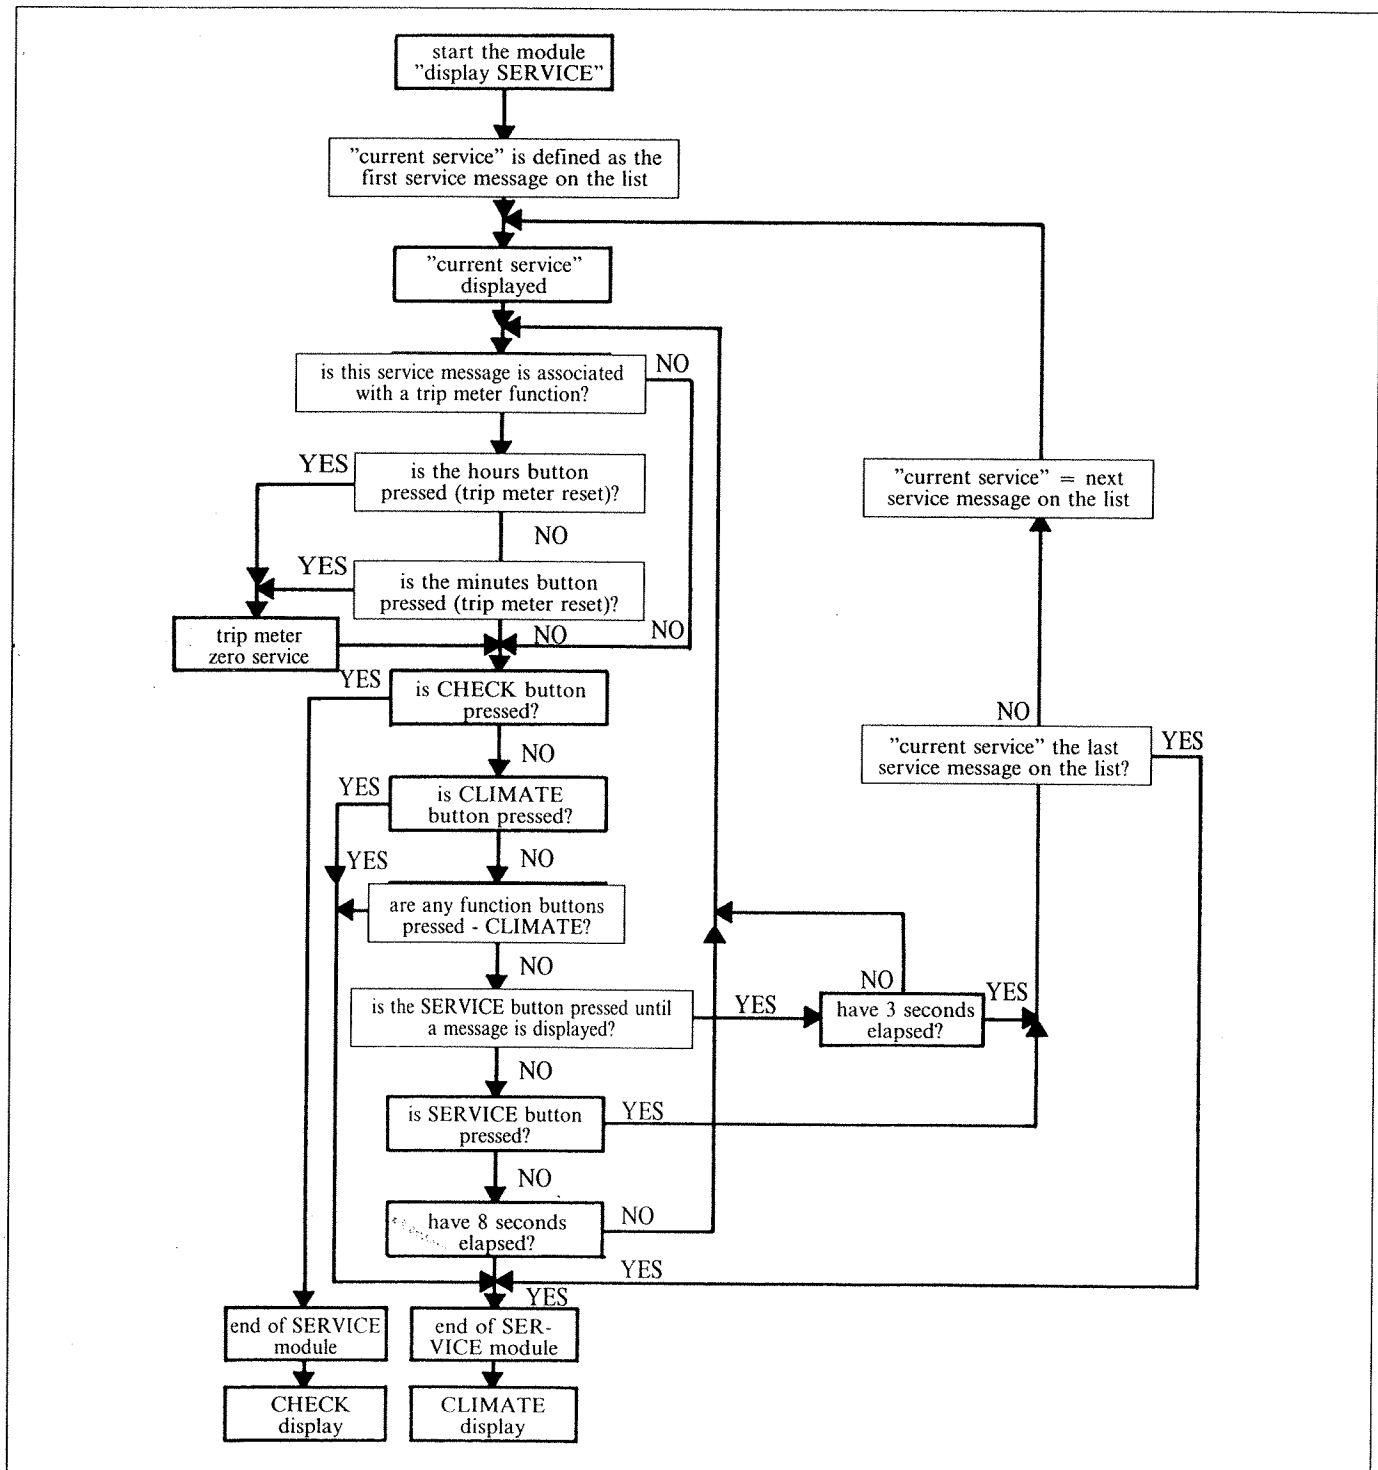 start the module
"display SERVICE"
"current service" is defined as the
first service message on the list
"current service"
displayed
is this service message is associated
with a trip meter function?
NO
YES
is the hours button
pressed (trip meter reset)?
"current service" = next
service message on the list
NO
YES
is the minutes button
pressed (trip meter reset)?
trip meter
zero service
NO
NO
YES
is CHECK button
pressed?
NO
"current service" the last
service message on the list?
YES
NO
YES
is CLIMATE
button pressed?
YES
NO
are any function buttons
pressed - CLIMATE?
NO
is the SERVICE button pressed until
a message is displayed?
YES
NO
have 3 seconds
elapsed?
YES
NO
is SERVICE button
pressed?
YES
NO
have 8 seconds
elapsed?
NO
YES
YES
end of SERVICE
module
end of SER-
VICE module
CHECK
display
CLIMATE
display